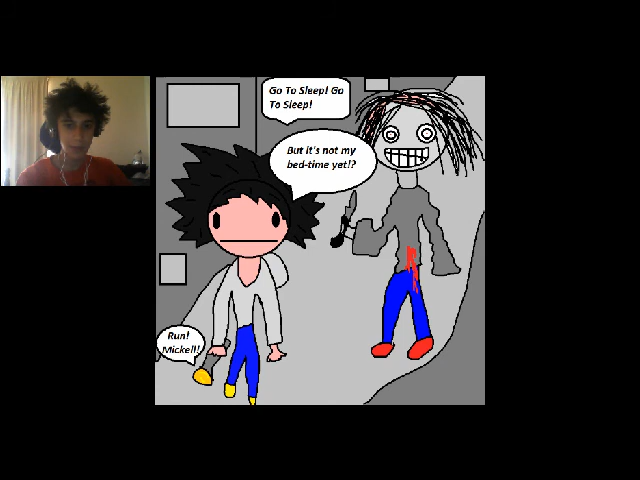 Go To Sleep! Go
To Sleep!
But it's not my
bed-time yet!?
Run!
Mickell!